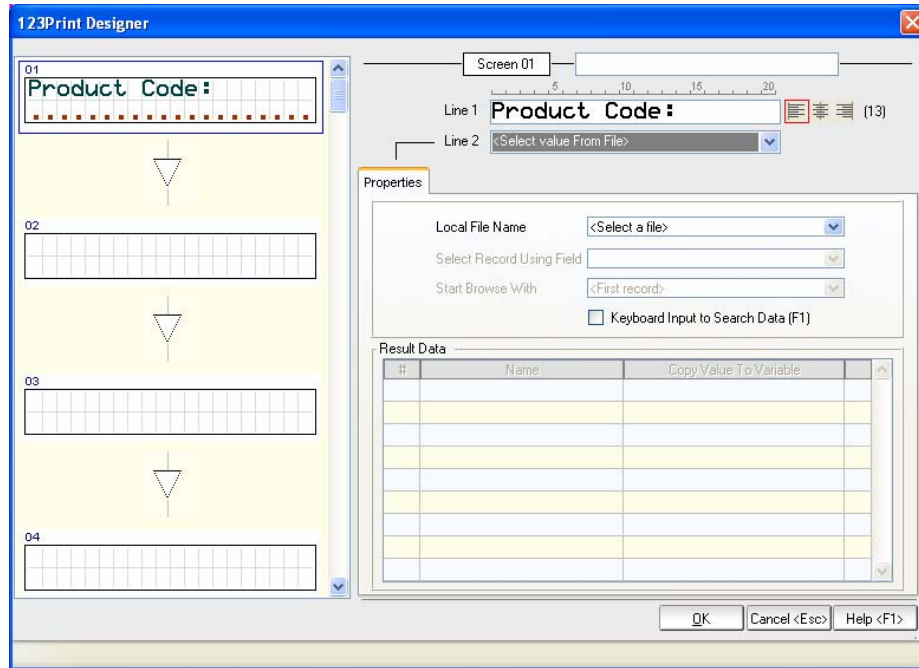 123Print Designer
01
Product Code:
02
03
04
Screen 01
5 10 15 20
Line 1 Product Code: (13)
Line 2 <Select value From File>
Properties
Local File Name <Select a file>
Select Record Using Field
Start Browse With <First record>
Keyboard Input to Search Data (F1)
Result Data
# Name Copy Value To Variable
OK Cancel <Esc> Help <F1>